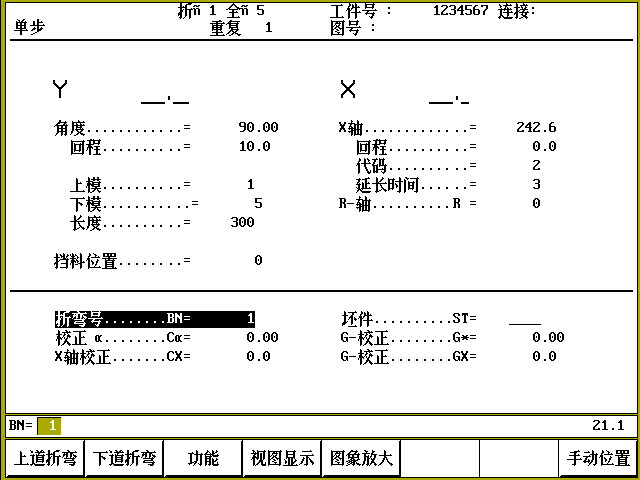 单步 折ñ 1 全ñ 5 工件号 : 1234567 连接:
重复 1 图号 :
Y __.__ X __._
角度............= 90.00 X轴.............= 242.6
回程..........= 10.0 回程..........= 0.0
代码..........= 2
上模..........= 1 延长时间......= 3
下模...........= 5 R-轴..........R = 0
长度..........= 300
挡料位置........= 0
折弯号........BN= 1 坯件..........ST= ____
校正 α........Cα= 0.00 G-校正........G*= 0.00
X轴校正.......CX= 0.0 G-校正........GX= 0.0
BN= 1 21.1
上道折弯 下道折弯 功能 视图显示 图象放大 手动位置